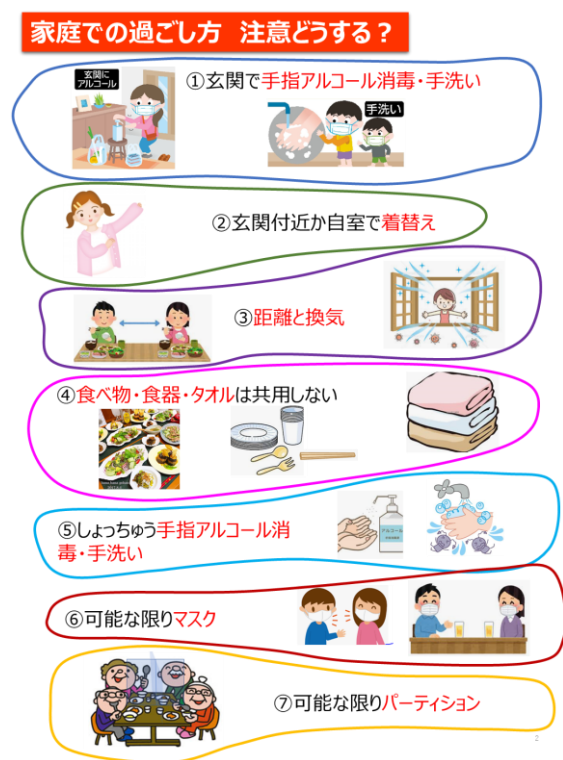 家庭での過ごし方　注意どうする？
①玄関で手指アルコール消毒・手洗い
玄関に
アルコール
手洗い
②玄関付近か自室で着替え
③距離と換気
④食べ物・食器・タオルは共用しない
⑤しょっちゅう手指アルコール消
毒・手洗い
アルコール
⑥可能な限りマスク
⑦可能な限りパーティション
2